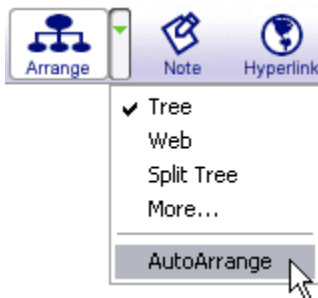 Arrange Note Hyperlink
Tree
Web
Split Tree
More...
AutoArrange